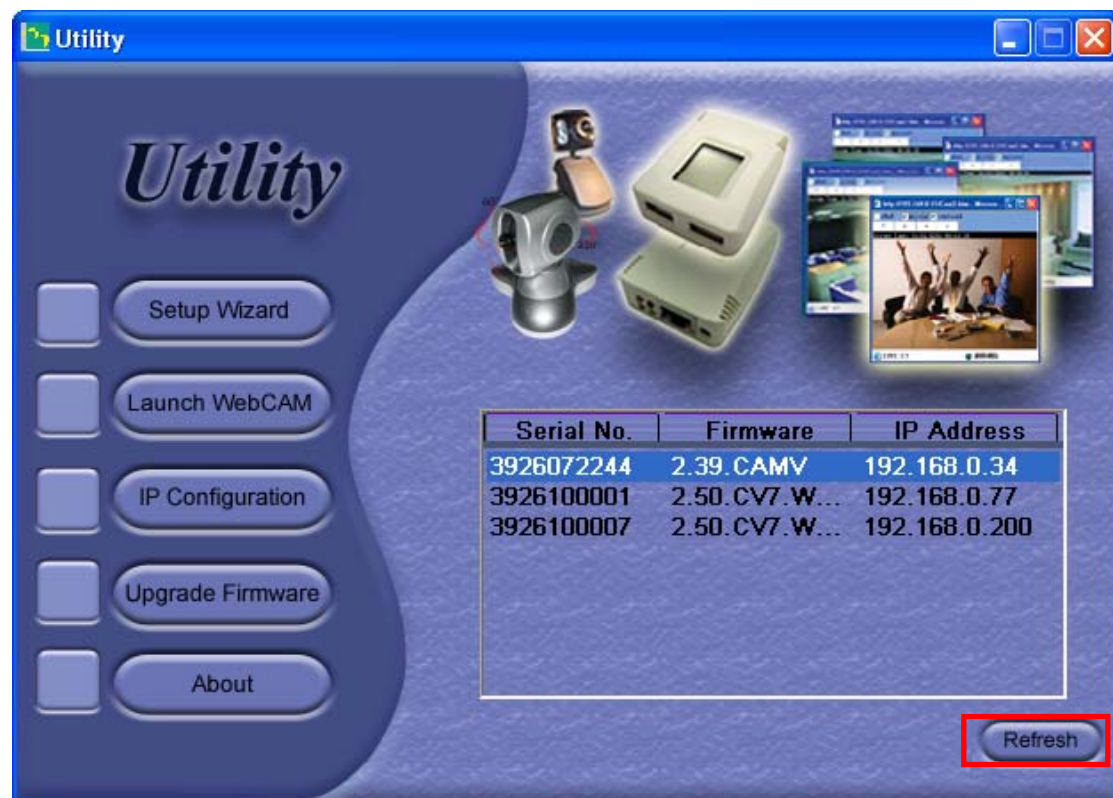 Utility
Utility
Setup Wizard
Launch WebCAM
IP Configuration
Upgrade Firmware
About
Serial No. Firmware IP Address
3926072244 2.39.CAMV 192.168.0.34
3926100001 2.50.CV7.W... 192.168.0.77
3926100007 2.50.CV7.W... 192.168.0.200
Refresh